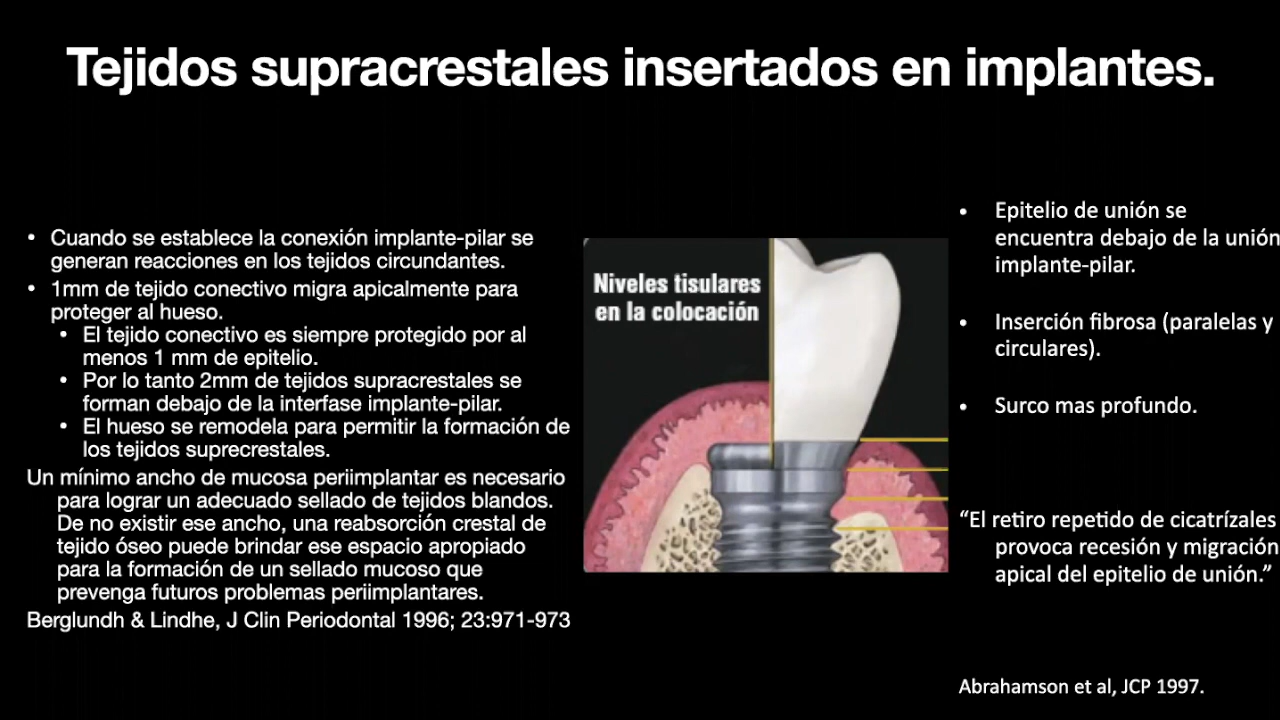 Tejidos supracrestales insertados en implantes.
• Cuando se establece la conexión implante-pilar se
generan reacciones en los tejidos circundantes.
• 1mm de tejido conectivo migra apicalmente para
proteger al hueso.
• El tejido conectivo es siempre protegido por al
menos 1 mm de epitelio.
• Por lo tanto 2mm de tejidos supracrestales se
forman debajo de la interfase implante-pilar.
• El hueso se remodela para permitir la formación de
los tejidos suprecrestales.
Un mínimo ancho de mucosa periimplantar es necesario
para lograr un adecuado sellado de tejidos blandos.
De no existir ese ancho, una reabsorción crestal de
tejido óseo puede brindar ese espacio apropiado
para la formación de un sellado mucoso que
prevenga futuros problemas periimplantares.
Berglundh & Lindhe, J Clin Periodontal 1996; 23:971-973
Niveles tisulares
en la colocación
• Epitelio de unión se
encuentra debajo de la unión
implante-pilar.
• Inserción fibrosa (paralelas y
circulares).
• Surco mas profundo.
“El retiro repetido de cicatrízales
provoca recesión y migración
apical del epitelio de unión.”
Abrahamson et al, JCP 1997.